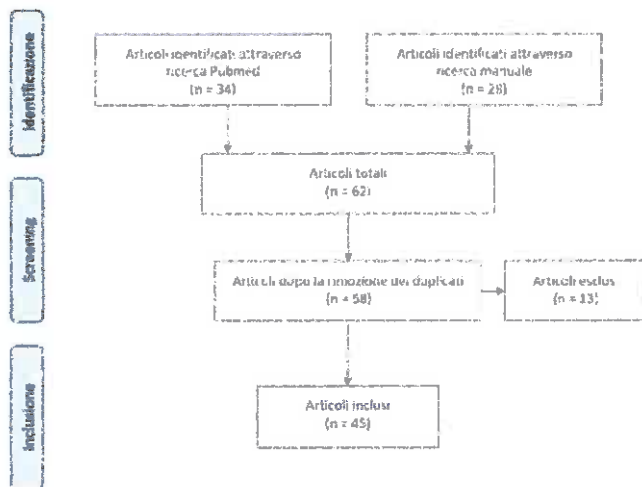 Identificazione
Articoli identificati attraverso
ricerca Pubmed
(n = 34)
Articoli identificati attraverso
ricerca manuale
(n = 28)
Articoli totali
(n = 62)
Screening
Articoli dopo la rimozione dei duplicati
(n = 58)
Articoli esclusi
(n = 13)
Inclusione
Articoli inclusi
(n = 45)